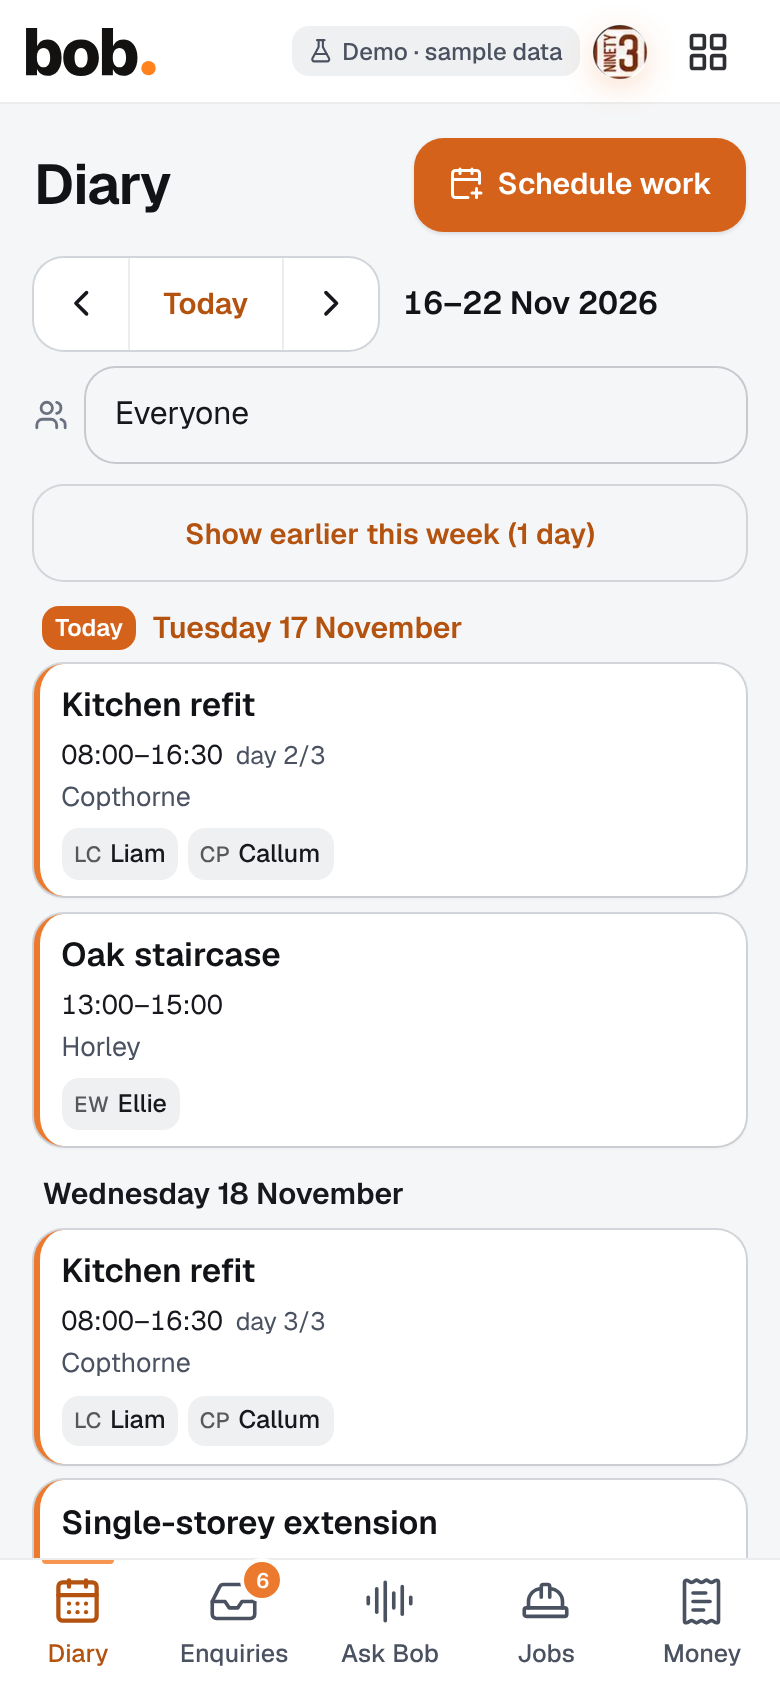 bob.
Demo · sample data
NINETY 3
Diary
Schedule work
Today
16–22 Nov 2026
Everyone
Show earlier this week (1 day)
Today Tuesday 17 November
Kitchen refit
08:00–16:30 day 2/3
Copthorne
LC Liam CP Callum
Oak staircase
13:00–15:00
Horley
EW Ellie
Wednesday 18 November
Kitchen refit
08:00–16:30 day 3/3
Copthorne
LC Liam CP Callum
Single-storey extension
6
Diary Enquiries Ask Bob Jobs Money